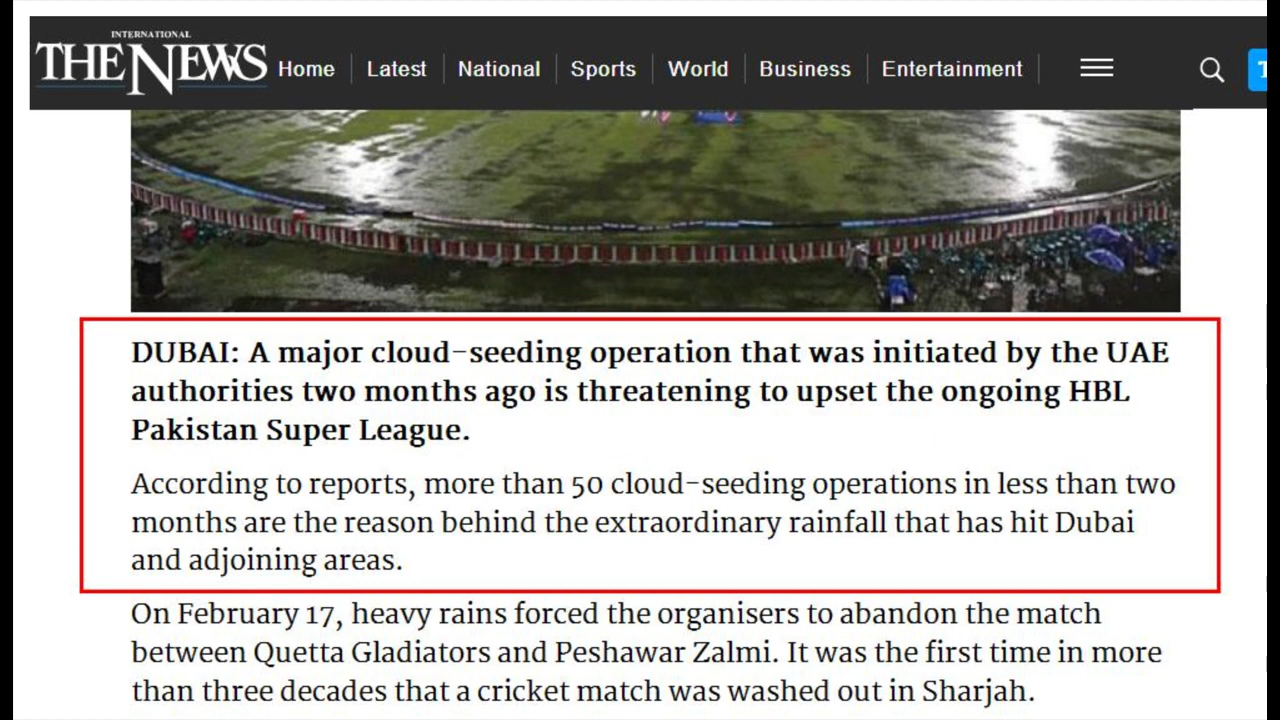 INTERNATIONAL
THE NEWS
Home Latest National Sports World Business Entertainment
DUBAI: A major cloud-seeding operation that was initiated by the UAE
authorities two months ago is threatening to upset the ongoing HBL
Pakistan Super League.
According to reports, more than 50 cloud-seeding operations in less than two
months are the reason behind the extraordinary rainfall that has hit Dubai
and adjoining areas.
On February 17, heavy rains forced the organisers to abandon the match
between Quetta Gladiators and Peshawar Zalmi. It was the first time in more
than three decades that a cricket match was washed out in Sharjah.